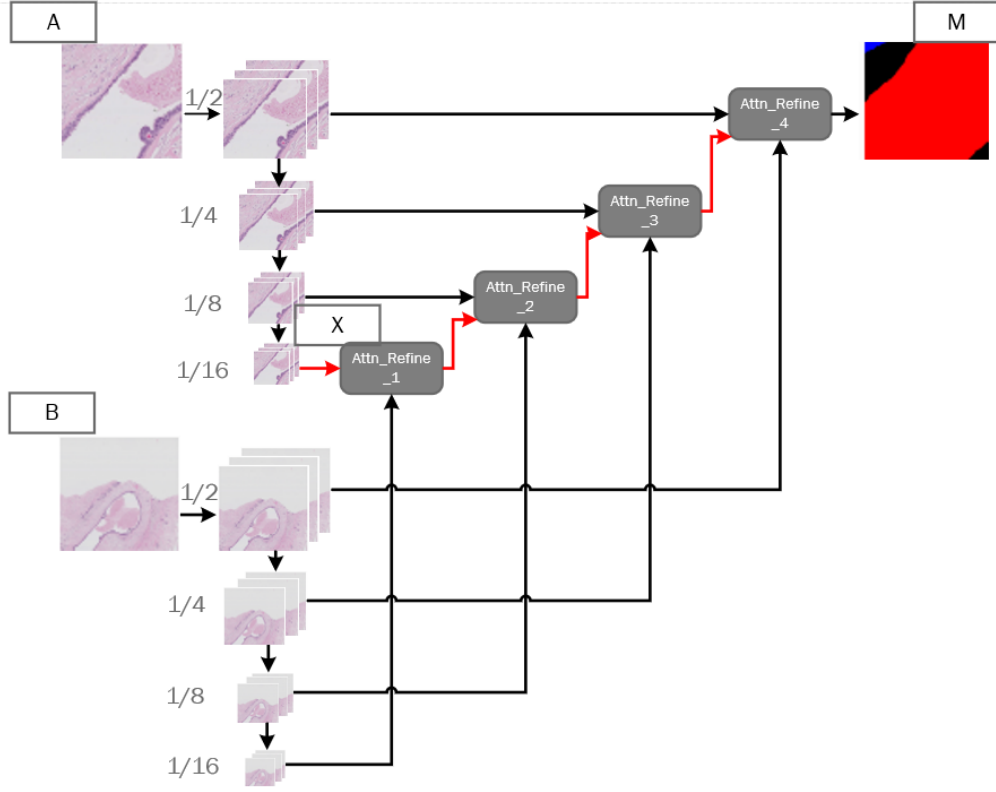 A
M
1/2
Attn_Refine
_4
1/4
Attn_Refine
_3
1/8
Attn_Refine
_2
X
1/16
Attn_Refine
_1
B
1/2
1/4
1/8
1/16